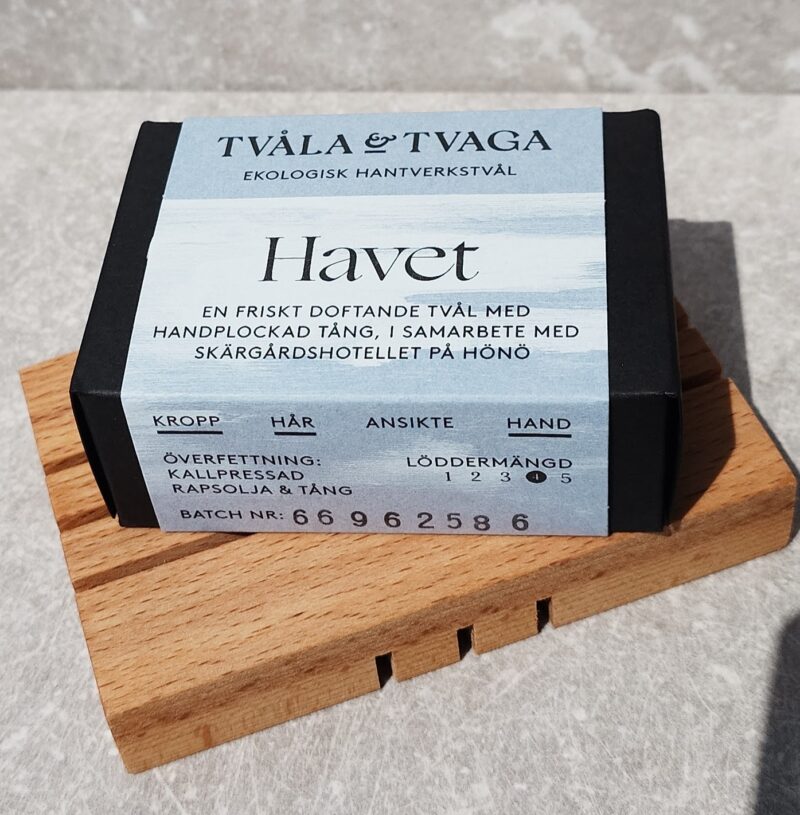 TVÅLA & TVAGA
EKOLOGISK HANTVERKSTVÅL
Havet
EN FRISKT DOFTANDE TVÅL MED
HANDPLOCKAD TÅNG, I SAMARBETE MED
SKÄRGÅRDSHOTELLET PÅ HÖNÖ
KROPP HÅR ANSIKTE HAND
ÖVERFETTNING: LÖDDERMÄNGD
KALLPRESSAD 1 2 3 4 5
RAPSOLJA & TÅNG
BATCH NR: 66962586